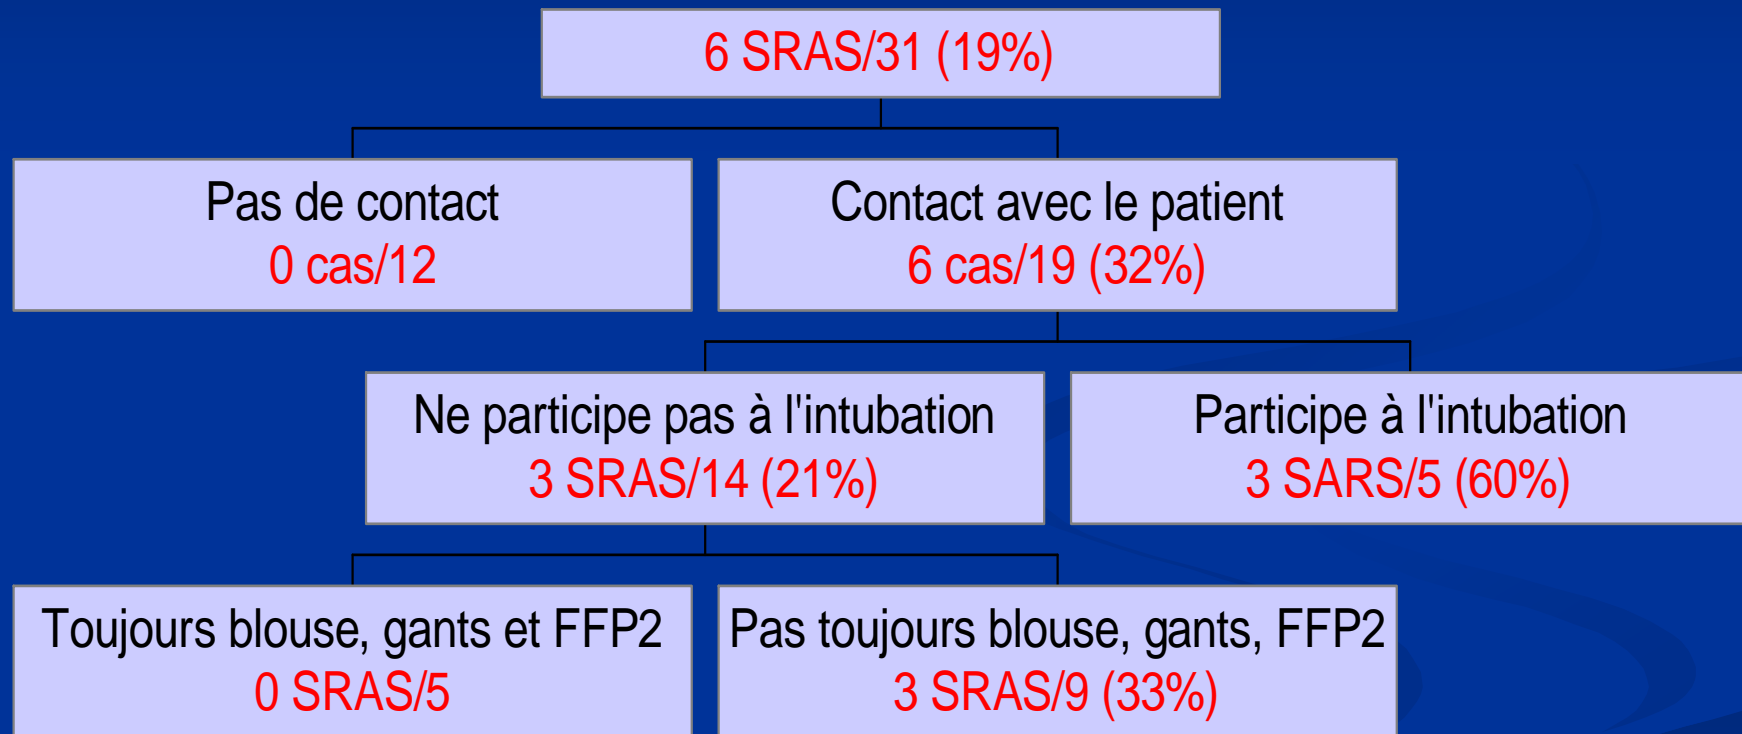 6 SRAS/31 (19%)
Pas de contact
0 cas/12
Contact avec le patient
6 cas/19 (32%)
Ne participe pas à l'intubation
3 SRAS/14 (21%)
Participe à l'intubation
3 SARS/5 (60%)
Toujours blouse, gants et FFP2
0 SRAS/5
Pas toujours blouse, gants, FFP2
3 SRAS/9 (33%)